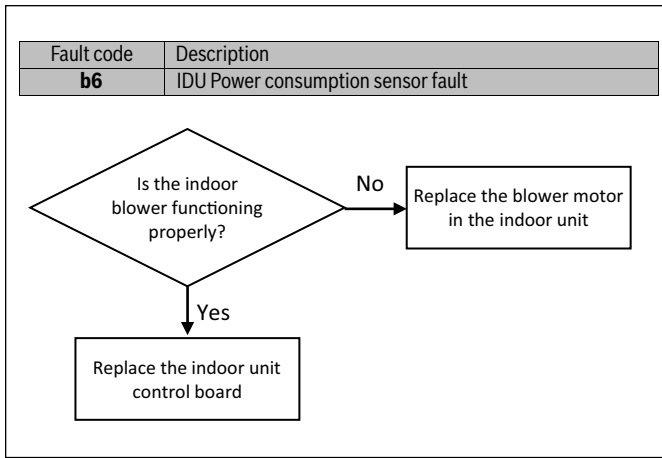 Fault code Description
b6 IDU Power consumption sensor fault
Is the indoor
blower functioning
properly?
No
Replace the blower motor
in the indoor unit
Yes
Replace the indoor unit
control board